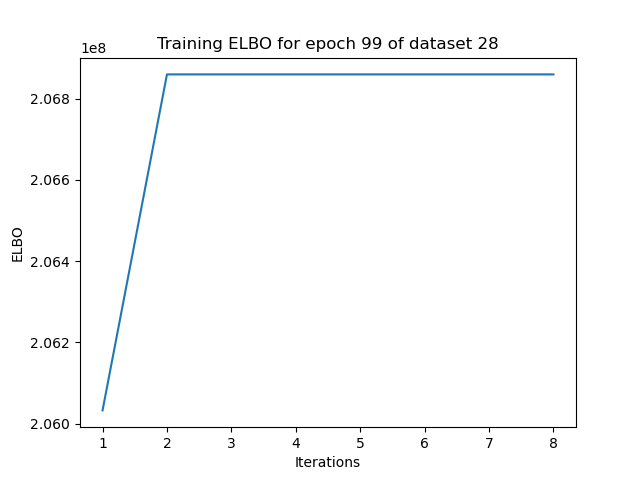 Training ELBO for epoch 99 of dataset 28
1e8
2.068
2.066
2.064
2.062
2.060
ELBO
1 2 3 4 5 6 7 8
Iterations